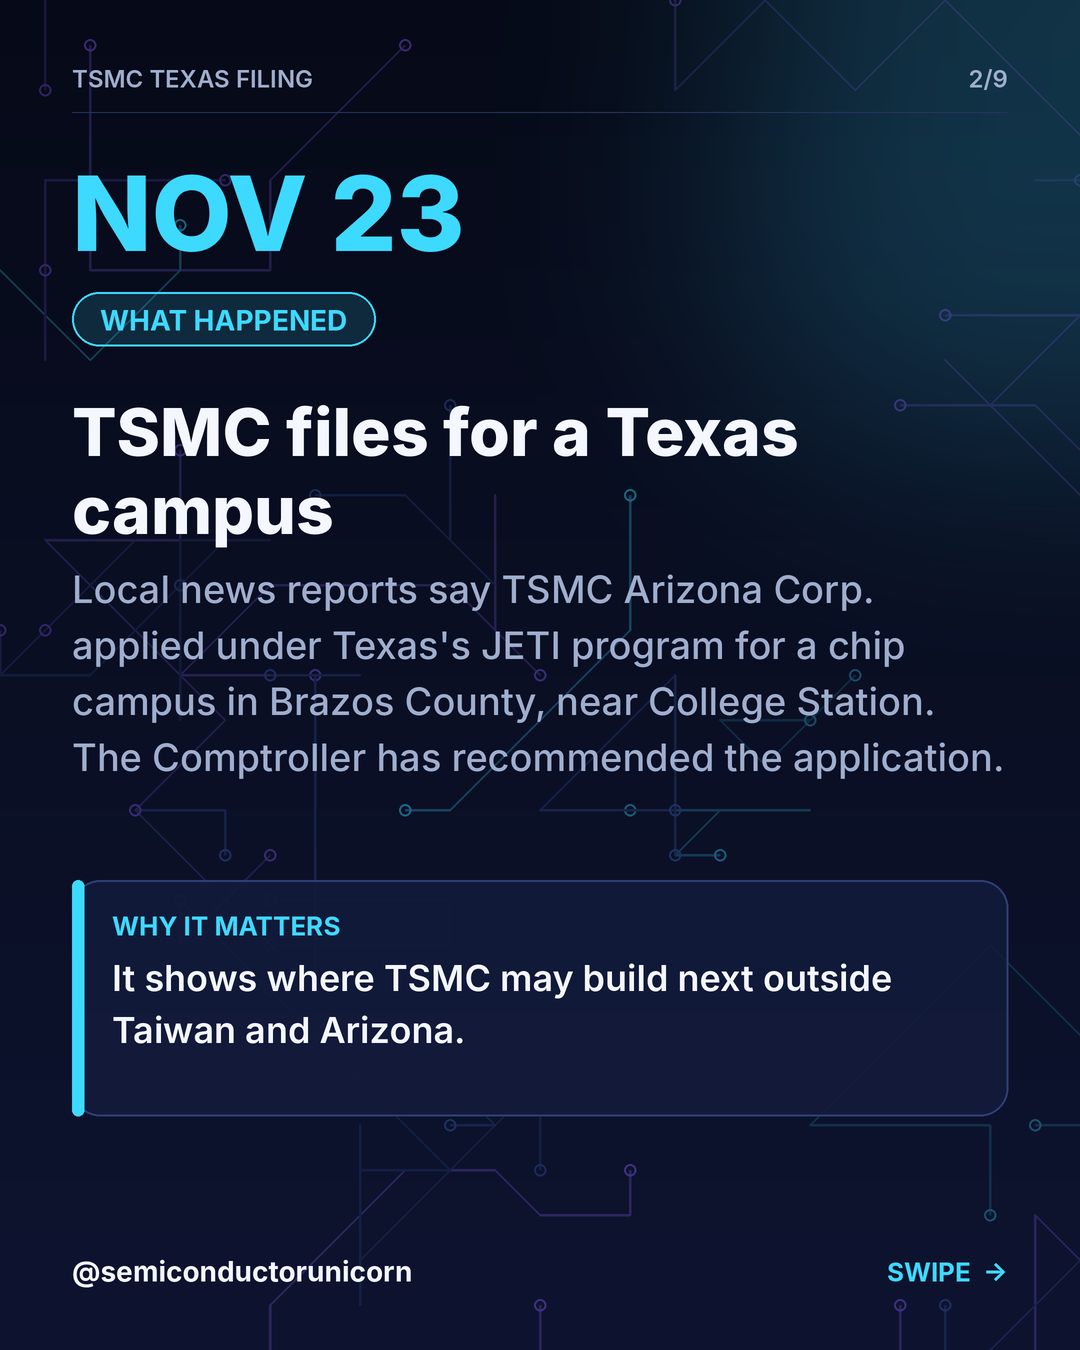 TSMC TEXAS FILING
2/9
NOV 23
WHAT HAPPENED
TSMC files for a Texas
campus
Local news reports say TSMC Arizona Corp.
applied under Texas's JETI program for a chip
campus in Brazos County, near College Station.
The Comptroller has recommended the application.
WHY IT MATTERS
It shows where TSMC may build next outside
Taiwan and Arizona.
@semiconductorunicorn
SWIPE →